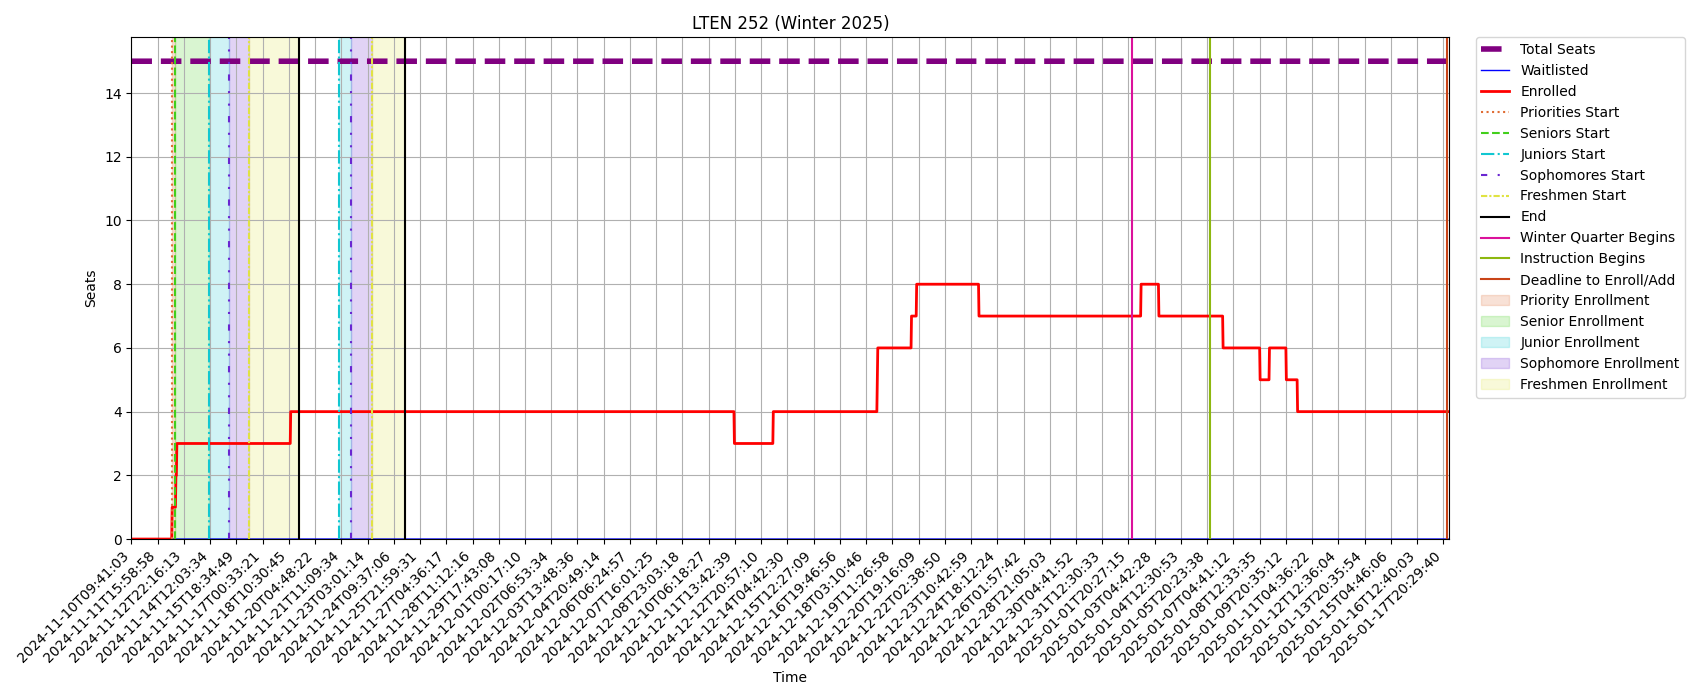 LTEN 252 (Winter 2025)
Seats
14
12
10
8
6
4
2
0
2024-11-10T09:41:03
2024-11-11T15:58:58
2024-11-12T22:16:13
2024-11-14T12:03:34
2024-11-15T18:34:49
2024-11-17T00:33:21
2024-11-18T10:30:45
2024-11-20T04:48:22
2024-11-21T11:09:34
2024-11-23T03:01:14
2024-11-24T09:37:06
2024-11-25T21:59:31
2024-11-27T04:36:17
2024-11-28T11:12:16
2024-11-29T17:43:08
2024-12-01T00:17:10
2024-12-02T06:53:34
2024-12-03T13:48:36
2024-12-04T20:49:14
2024-12-06T06:24:57
2024-12-07T16:01:25
2024-12-08T23:03:18
2024-12-10T06:18:27
2024-12-11T13:42:39
2024-12-12T20:57:10
2024-12-14T04:42:30
2024-12-15T12:27:09
2024-12-16T19:46:56
2024-12-18T03:10:46
2024-12-19T11:26:58
2024-12-20T19:16:09
2024-12-22T02:38:50
2024-12-23T10:42:59
2024-12-24T18:12:24
2024-12-26T01:57:42
2024-12-28T21:05:03
2024-12-30T04:41:52
2024-12-31T12:30:33
2025-01-01T20:27:15
2025-01-03T04:42:28
2025-01-04T12:30:53
2025-01-05T20:23:38
2025-01-07T04:41:12
2025-01-08T12:33:35
2025-01-09T20:35:12
2025-01-11T04:36:22
2025-01-12T12:36:04
2025-01-13T20:35:54
2025-01-15T04:46:06
2025-01-16T12:40:03
2025-01-17T20:29:40
Time
Total Seats
Waitlisted
Enrolled
Priorities Start
Seniors Start
Juniors Start
Sophomores Start
Freshmen Start
End
Winter Quarter Begins
Instruction Begins
Deadline to Enroll/Add
Priority Enrollment
Senior Enrollment
Junior Enrollment
Sophomore Enrollment
Freshmen Enrollment